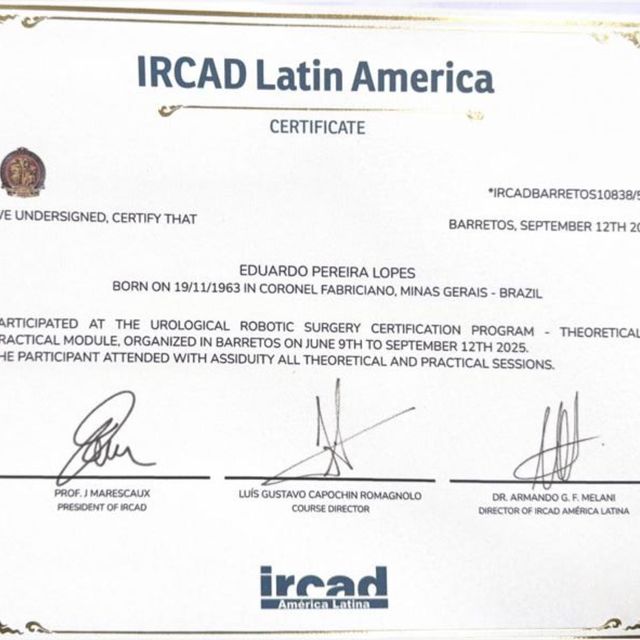 IRCAD Latin America
CERTIFICATE
*IRCADBARRETOS10838/
UNDERSIGNED, CERTIFY THAT
BARRETOS, SEPTEMBER 12TH
EDUARDO PEREIRA LOPES
BORN ON 19/11/1963 IN CORONEL FABRICIANO, MINAS GERAIS - BRAZIL
ARTICIPATED AT THE UROLOGICAL ROBOTIC SURGERY CERTIFICATION PROGRAM - THEORETICAL
RACTICAL MODULE, ORGANIZED IN BARRETOS ON JUNE 9TH TO SEPTEMBER 12TH 2025.
HE PARTICIPANT ATTENDED WITH ASSIDUITY ALL THEORETICAL AND PRACTICAL SESSIONS.
PROF. J MARESCAUX
PRESIDENT OF IRCAD
LUÍS GUSTAVO CAPOCHIN ROMAGNOLO
COURSE DIRECTOR
DR. ARMANDO G. F. MELANI
DIRECTOR OF IRCAD AMÉRICA LATINA
ircad
América Latina